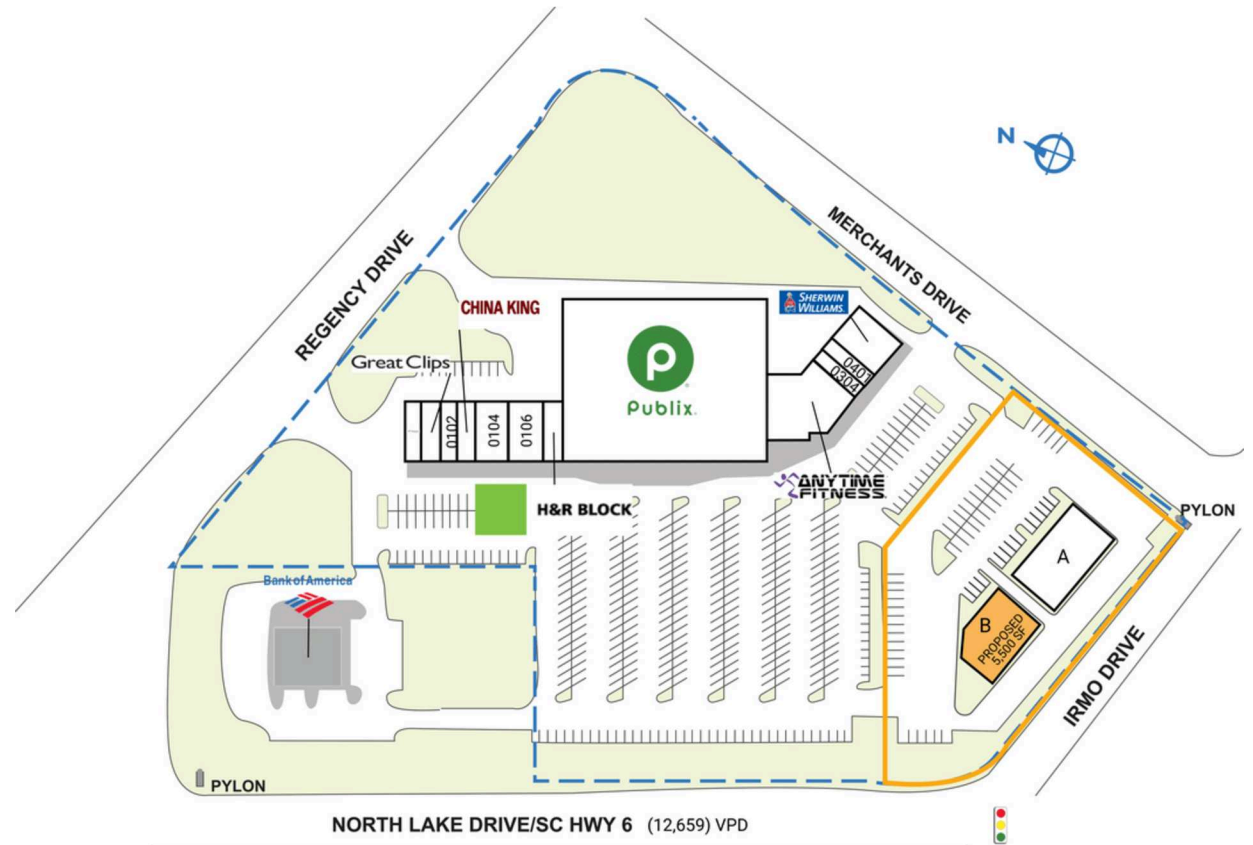 N
MERCHANTS DRIVE
REGENCY DRIVE
SHERWIN
WILLIAMS.
CHINA KING
Great Clips
Publix.
0401
0304
0102
0104
0106
ANYTIME
FITNESS
H&R BLOCK
PYLON
A
Bank of America
B
PROPOSED
5,500 SF
IRMO DRIVE
PYLON
NORTH LAKE DRIVE/SC HWY 6 (12,659) VPD